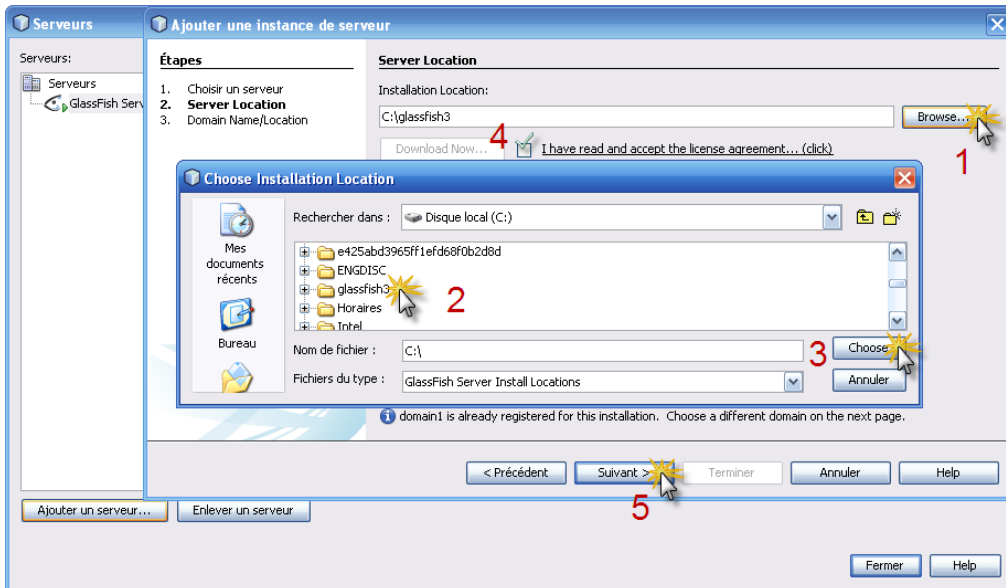 Serveurs
Ajouter une instance de serveur
Serveurs:
Serveurs
GlassFish Serv
Étapes
1. Choisir un serveur
2. Server Location
3. Domain Name/Location
Server Location
Installation Location:
C:\glassfish3
Browse...
1
Download Now...
4
I have read and accept the license agreement... (click)
Choose Installation Location
Rechercher dans :
Disque local (C:)
Mes documents récents
Bureau
e425abd3965ff1efd68f0b2d8d
ENGDISC
glassfish3
2
Horaires
Intel
Nom de fichier :
C:\
3
Choose
Fichiers du type :
GlassFish Server Install Locations
Annuler
domain1 is already registered for this installation. Choose a different domain on the next page.
< Précédent
Suivant >
Terminer
Annuler
Help
5
Ajouter un serveur...
Enlever un serveur
Fermer
Help